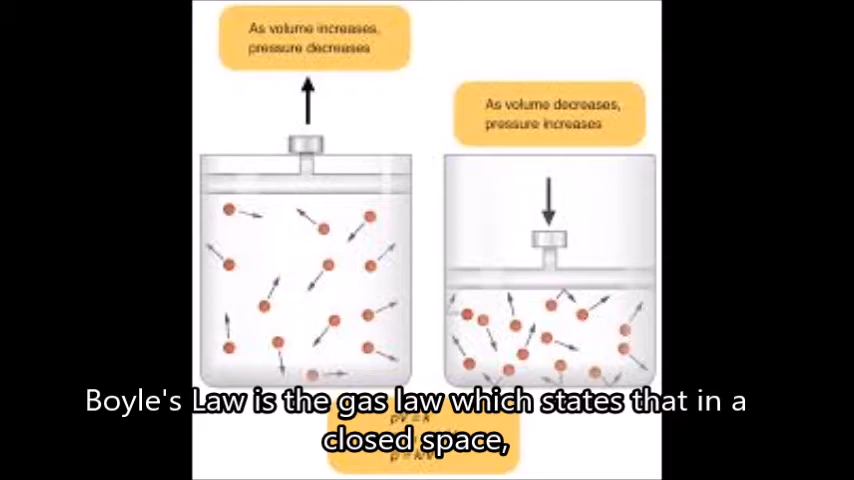 As volume increases,
pressure decreases
As volume decreases,
pressure increases
Boyle's Law is the gas law which states that in a
closed space,